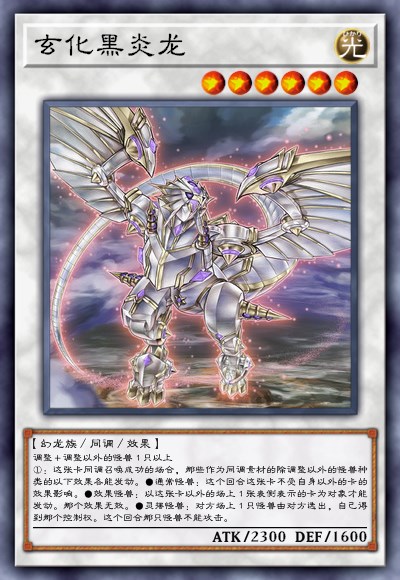 玄化黑炎龙
ひかり
光
【幻龙族／同调／效果】
调整＋调整以外的怪兽1只以上
①：这张卡同调召唤成功的场合，那些作为同调素材的除调整以外的怪兽种
类的以下效果各能发动。●通常怪兽：这个回合这张卡不受自身以外的卡的
效果影响。●效果怪兽：以这张卡以外的场上1张表侧表示的卡为对象才能
发动。那个效果无效。●灵摆怪兽：对方场上1只怪兽由对方选出，自己得
到那个控制权。这个回合那只怪兽不能攻击。
ATK/2300 DEF/1600